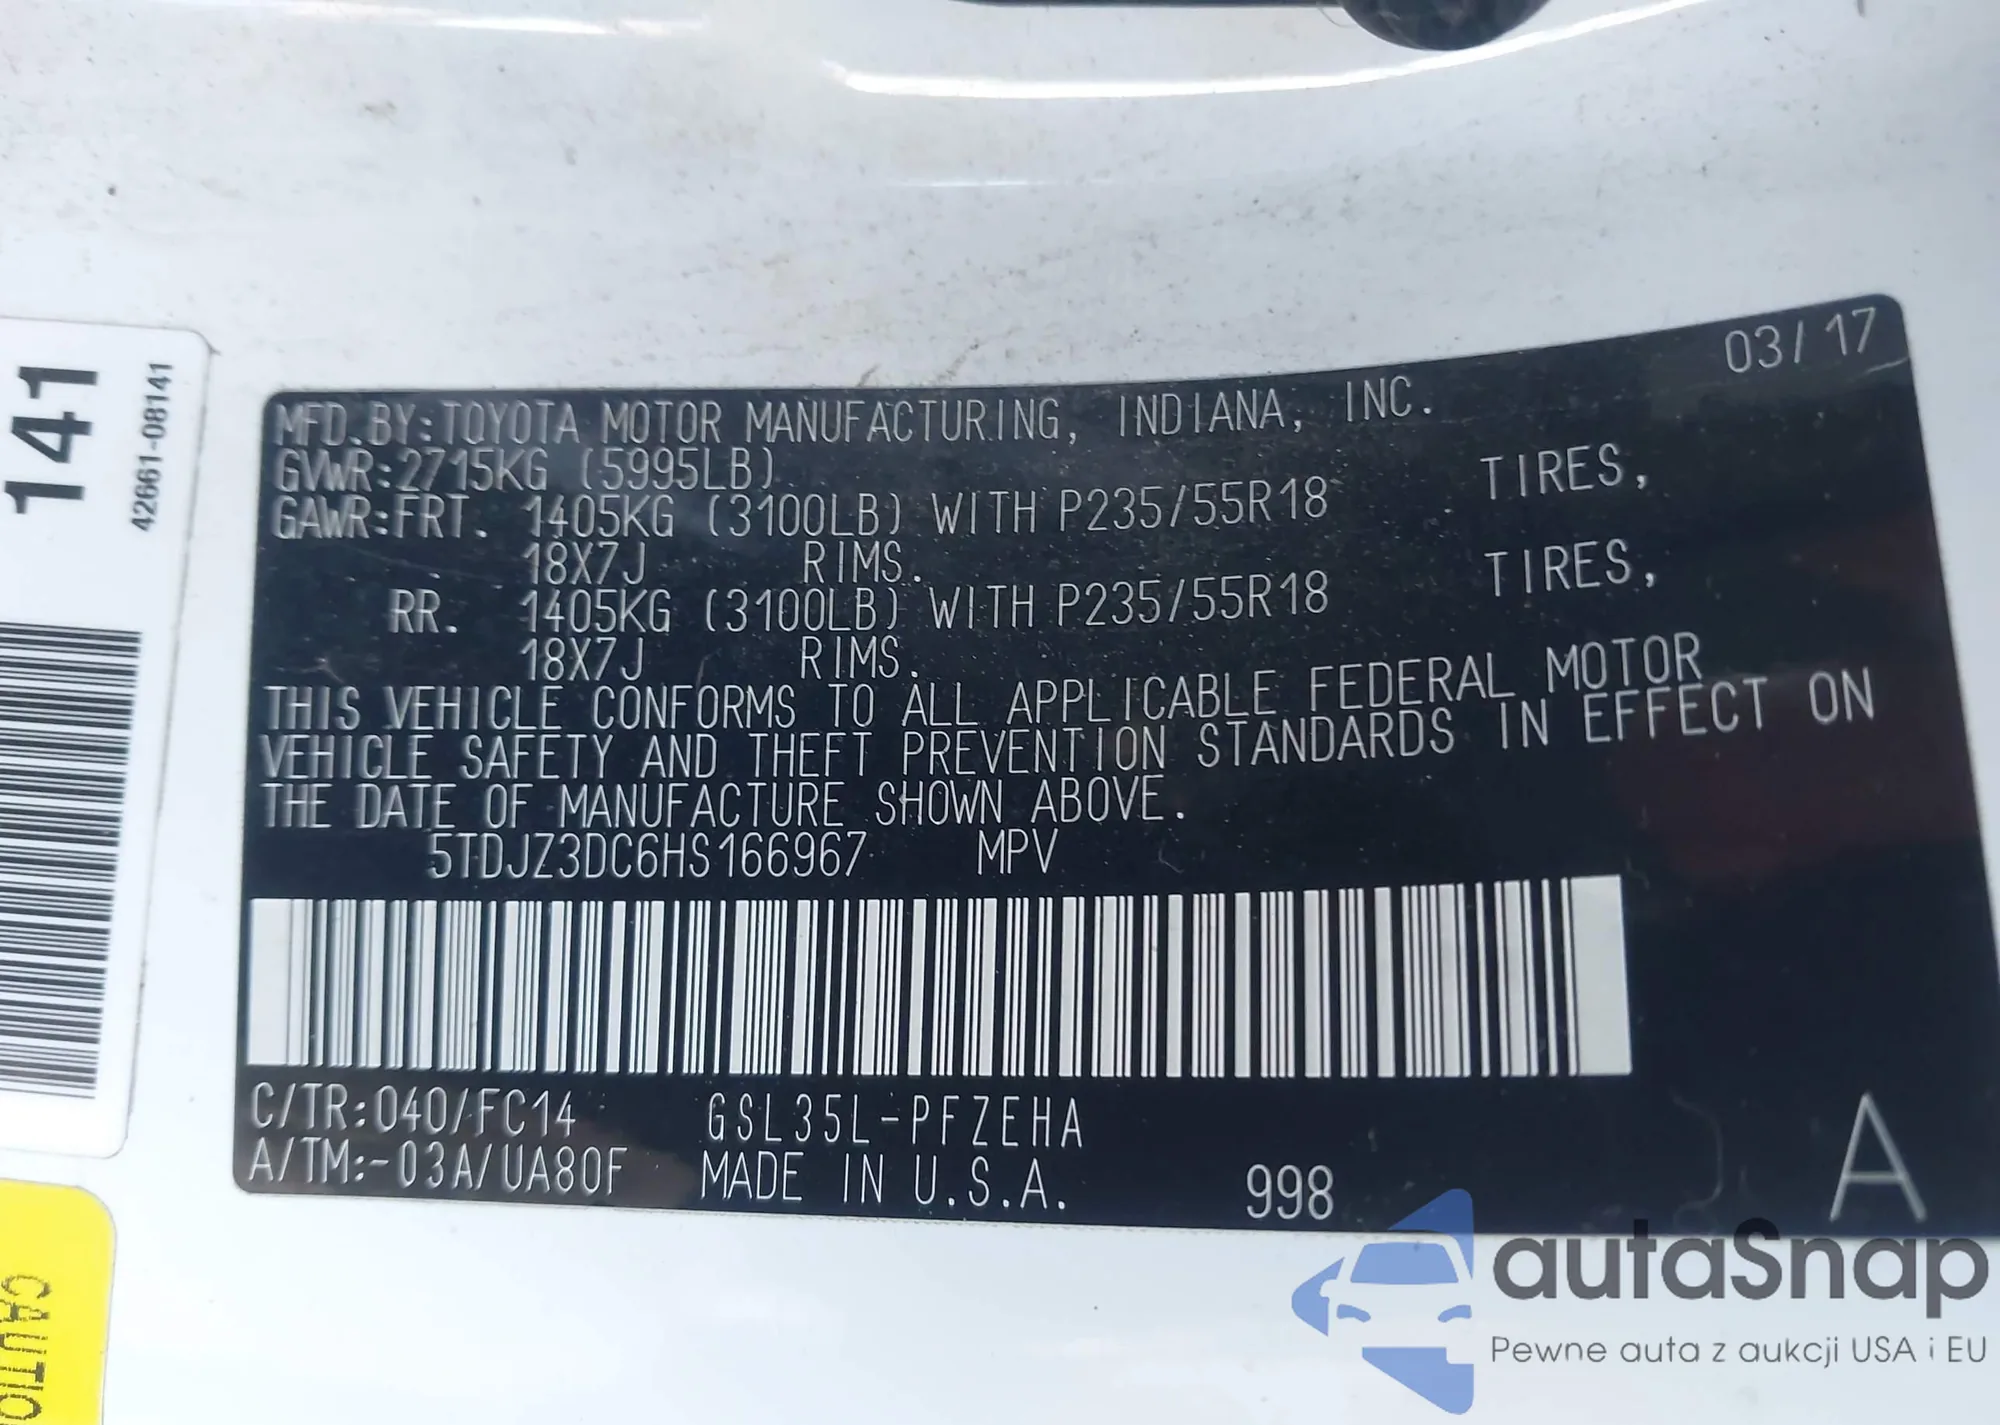 03/17
MFD.BY:TOYOTA MOTOR MANUFACTURING, INDIANA, INC.
GVWR:2715KG (5995LB)
GAWR:FRT. 1405KG (3100LB) WITH P235/55R18 TIRES,
18X7J RIMS.
RR. 1405KG (3100LB) WITH P235/55R18 TIRES,
18X7J RIMS.
THIS VEHICLE CONFORMS TO ALL APPLICABLE FEDERAL MOTOR
VEHICLE SAFETY AND THEFT PREVENTION STANDARDS IN EFFECT ON
THE DATE OF MANUFACTURE SHOWN ABOVE.
5TDJZ3DC6HS166967 MPV
C/TR:040/FC14 GSL35L-PFZEHA
A/TM:-03A/UA80F MADE IN U.S.A. 998 A
141
42661-08141
CAUTION
autoSnap
Pewne auta z aukcji USA i EU